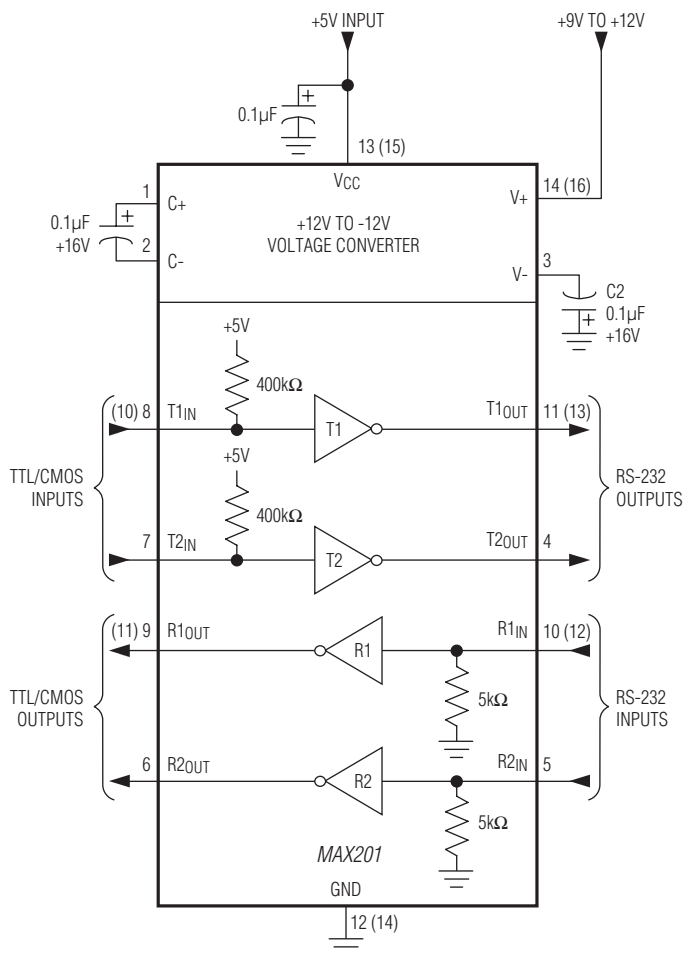 +5V INPUT
+9V TO +12V
0.1µF
+
13 (15)
VCC
1
C+
14 (16)
V+
0.1µF
+16V
+
2
C-
+12V TO -12V
VOLTAGE CONVERTER
3
V-
C2
0.1µF
+16V
+
+5V
400kΩ
(10) 8
T1IN
T1
T1OUT
11 (13)
+5V
400kΩ
TTL/CMOS
INPUTS
RS-232
OUTPUTS
7
T2IN
T2
T2OUT
4
(11) 9
R1OUT
R1
R1IN
10 (12)
5kΩ
TTL/CMOS
OUTPUTS
RS-232
INPUTS
6
R2OUT
R2
R2IN
5
5kΩ
MAX201
GND
12 (14)